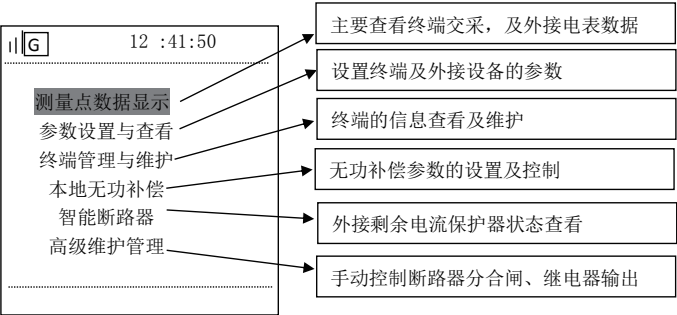 G 12 :41:50
测量点数据显示
参数设置与查看
终端管理与维护
本地无功补偿
智能断路器
高级维护管理
主要查看终端交采，及外接电表数据
设置终端及外接设备的参数
终端的信息查看及维护
无功补偿参数的设置及控制
外接剩余电流保护器状态查看
手动控制断路器分合闸、继电器输出